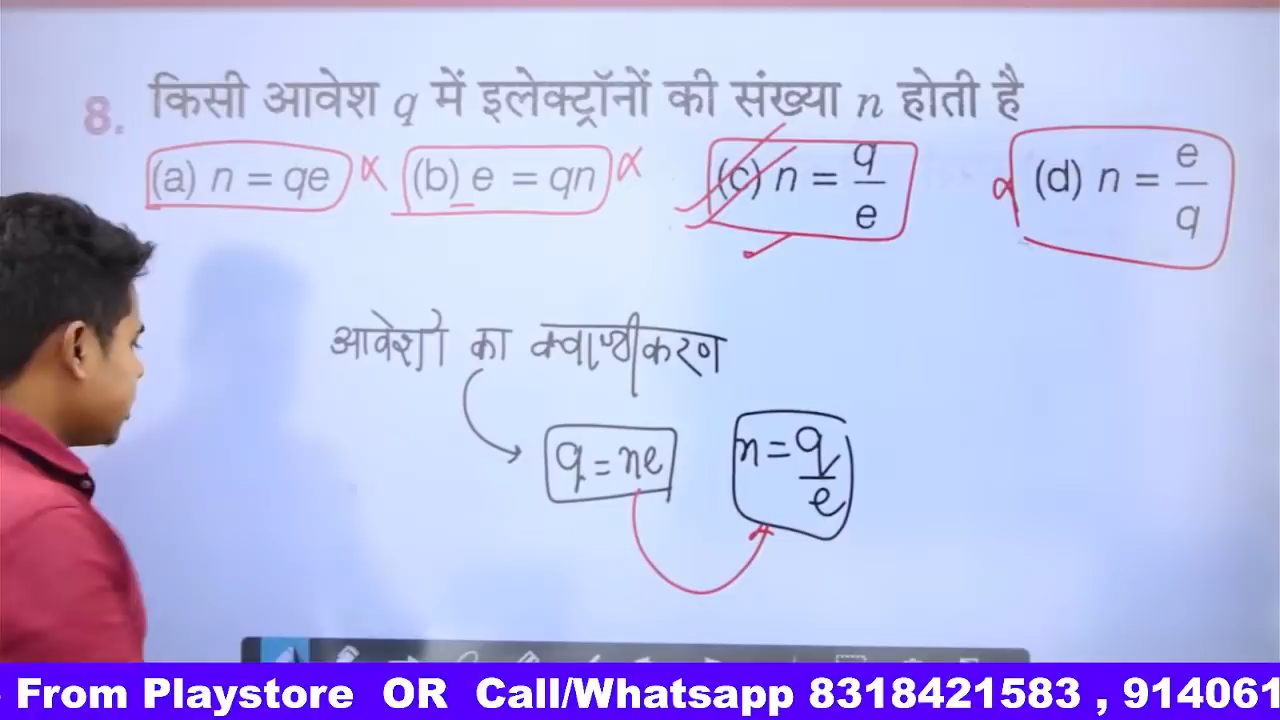 8. किसी आवेश q में इलेक्ट्रॉनों की संख्या n होती है
(a) n = qe (b) e = qn (c) n = q/e (d) n = e/q
आवेशो का क्वाण्टीकरण
q = ne n = q/e
From Playstore OR Call/Whatsapp 8318421583 , 914061